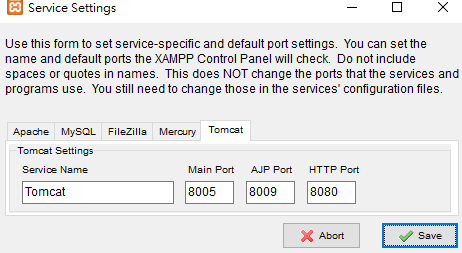 Service Settings
Use this form to set service-specific and default port settings.  You can set the
name and default ports the XAMPP Control Panel will check.  Do not include
spaces or quotes in names.  This does NOT change the ports that the services and
programs use.  You still need to change those in the services' configuration files.
Apache MySQL FileZilla Mercury Tomcat
Tomcat Settings
Service Name Main Port AJP Port HTTP Port
Tomcat 8005 8009 8080
Abort Save